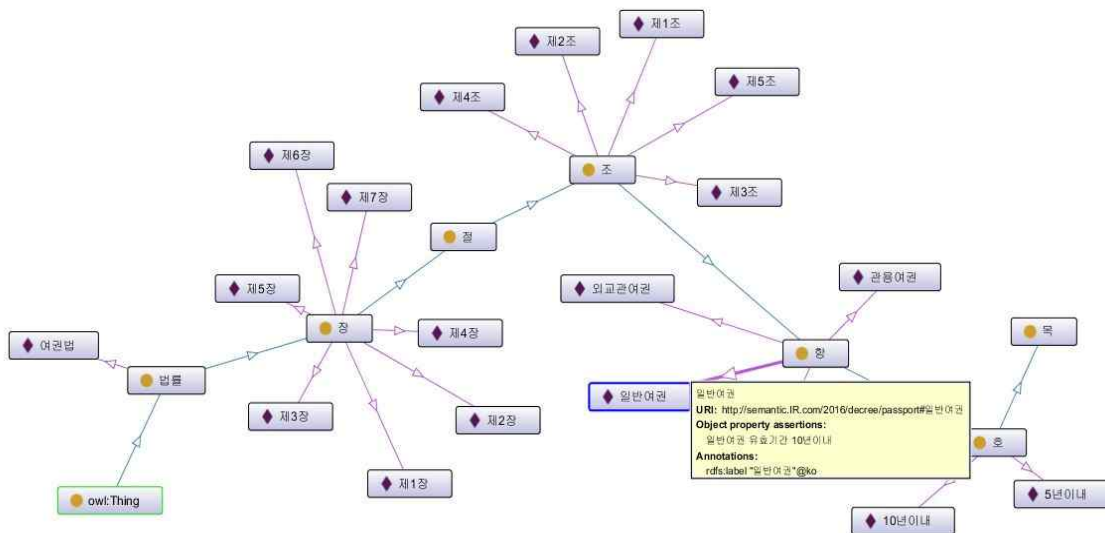 제1조
제2조
제5조
제4조
제6장
조
제7장
제3조
절
외교관여권
관용여권
제5장
장
제4장
목
여권법
법률
항
일반여권
제3장
제2장
제1장
owl:Thing
일반여권
URI: http://semantic.IR.com/2016/decree/passport#일반여권
Object property assertions:
일반여권 유효기간 10년이내
Annotations:
rdfs:label "일반여권"@ko
호
5년이내
10년이내